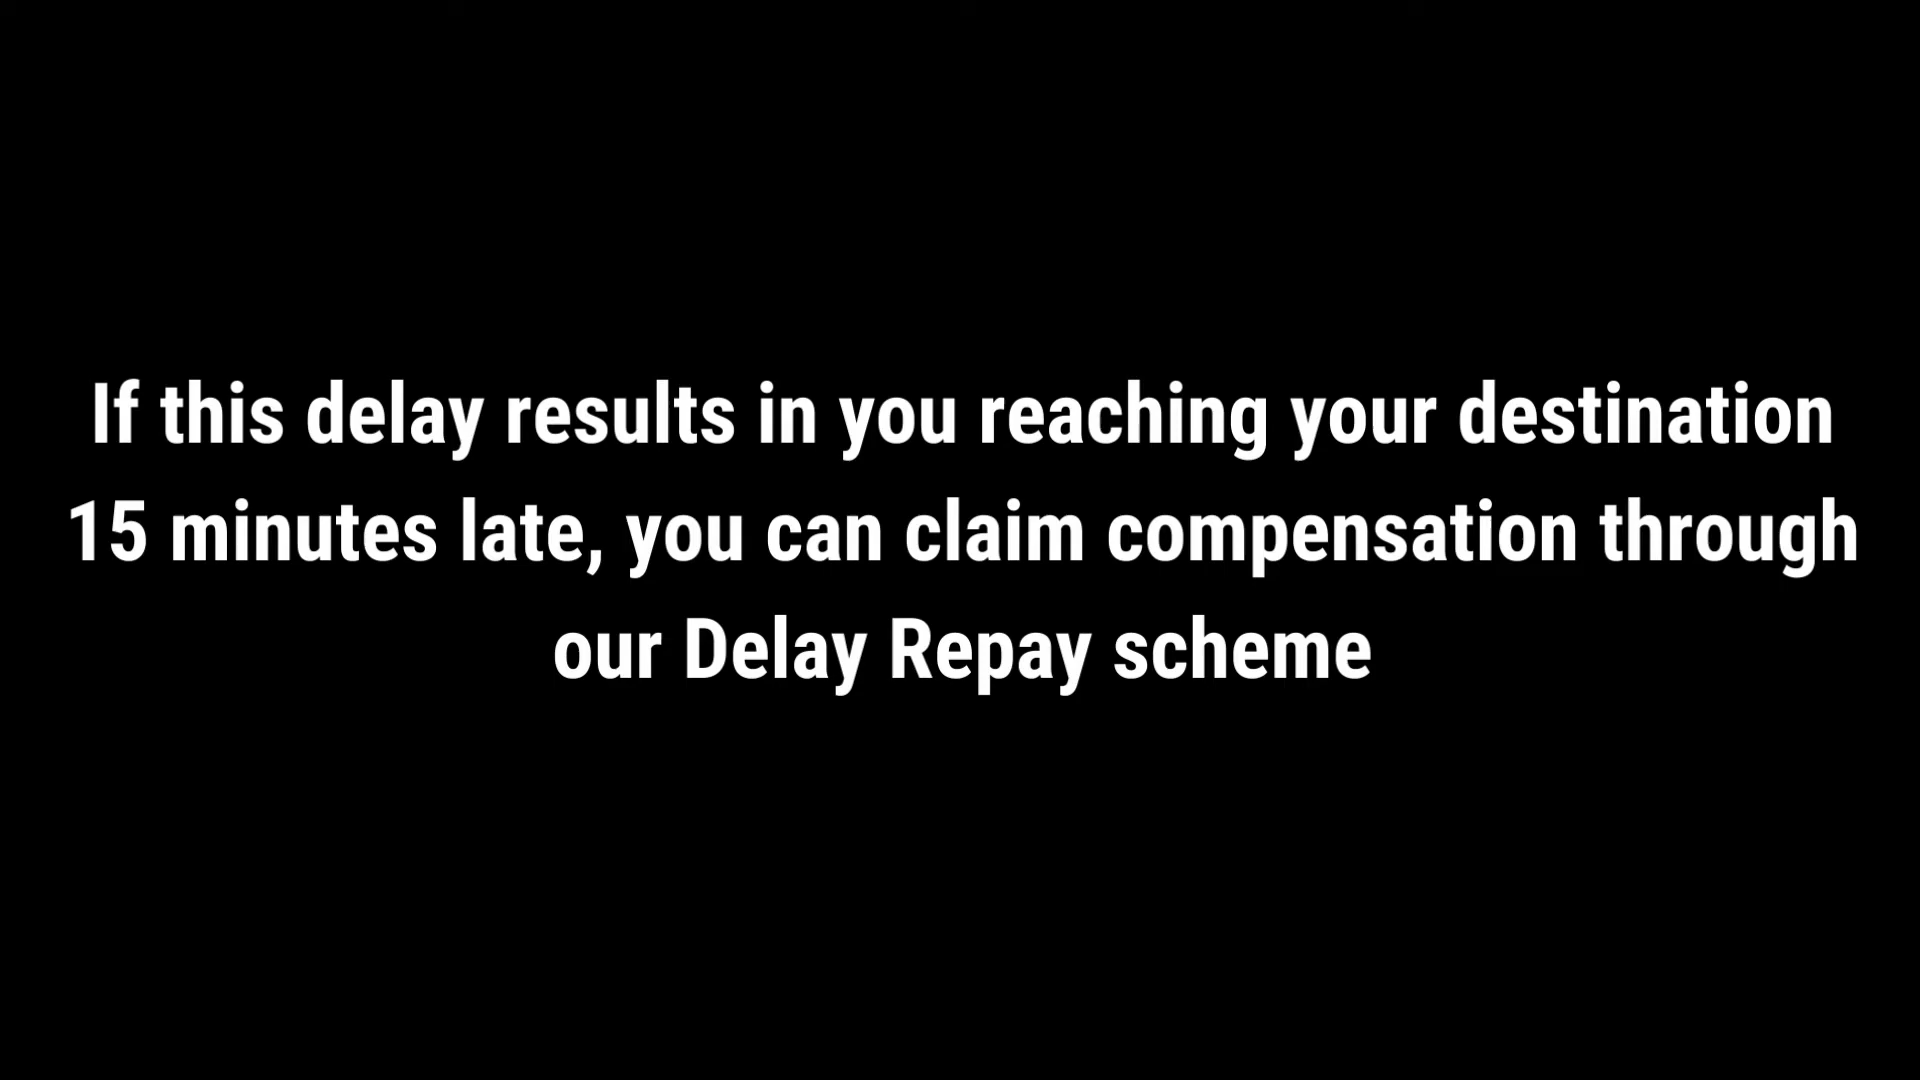 If this delay results in you reaching your destination
15 minutes late, you can claim compensation through
our Delay Repay scheme